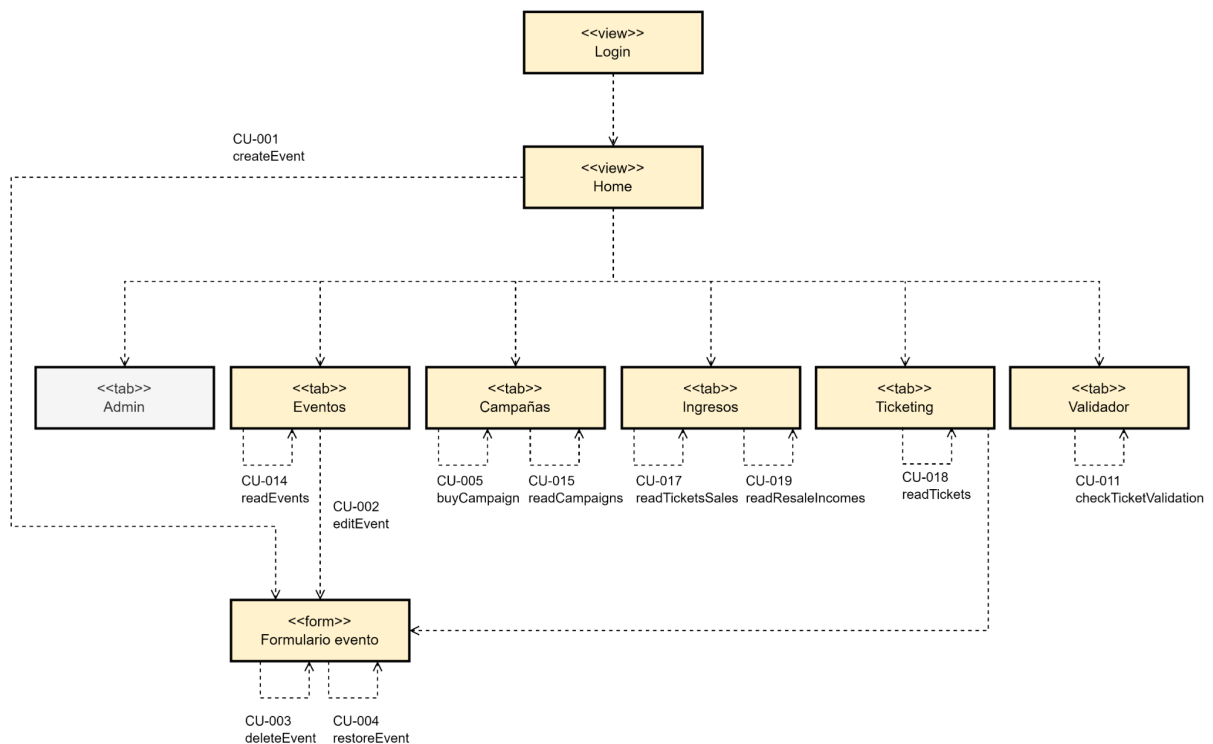 <<view>>
Login
CU-001
createEvent
<<view>>
Home
<<tab>>
Admin
<<tab>>
Eventos
<<tab>>
Campañas
<<tab>>
Ingresos
<<tab>>
Ticketing
<<tab>>
Validador
CU-014
readEvents
CU-002
editEvent
CU-005
buyCampaign
CU-015
readCampaigns
CU-017
readTicketsSales
CU-019
readResaleIncomes
CU-018
readTickets
CU-011
checkTicketValidation
<<form>>
Formulario evento
CU-003
deleteEvent
CU-004
restoreEvent